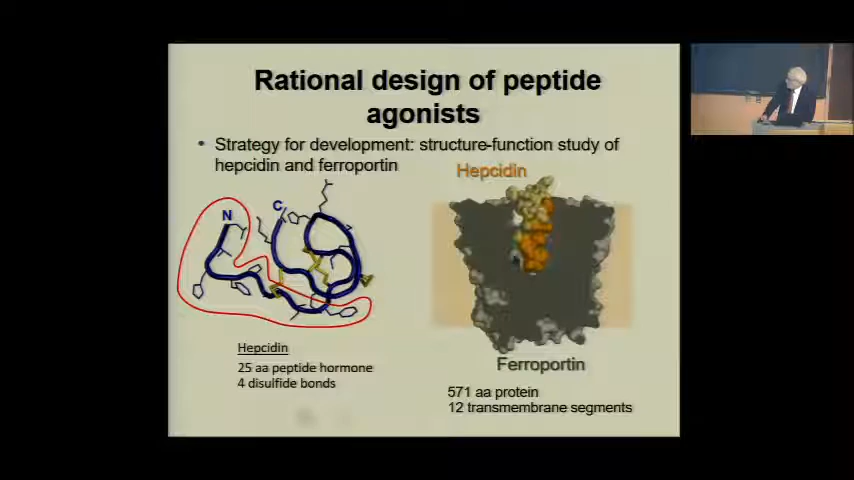 Rational design of peptide
agonists
• Strategy for development: structure-function study of
hepcidin and ferroportin
Hepcidin
N
C
Hepcidin
25 aa peptide hormone
4 disulfide bonds
Ferroportin
571 aa protein
12 transmembrane segments